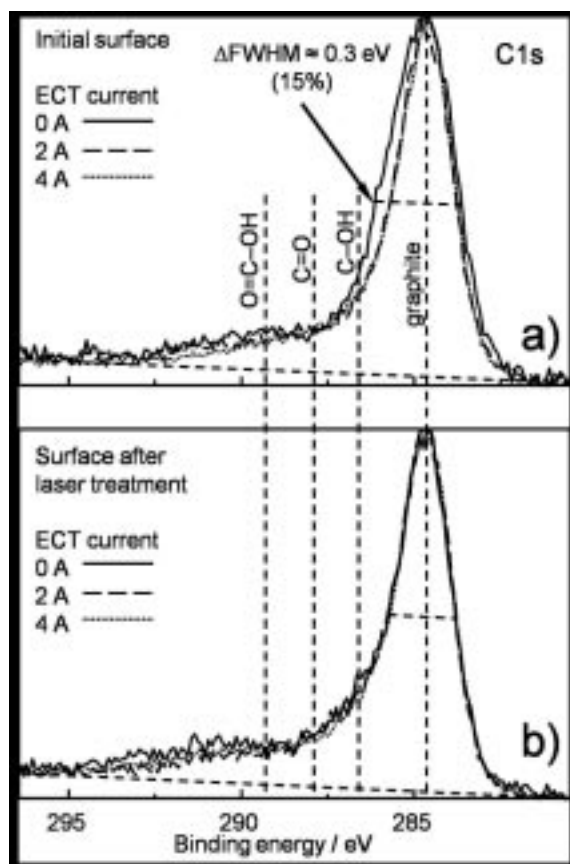 Initial surface
ΔFWHM ≈ 0.3 eV
(15%)
C1s
ECT current
0 A
2 A
4 A
O=C–OH
C=O
C–OH
graphite
a)
Surface after
laser treatment
ECT current
0 A
2 A
4 A
b)
295
290
285
Binding energy / eV